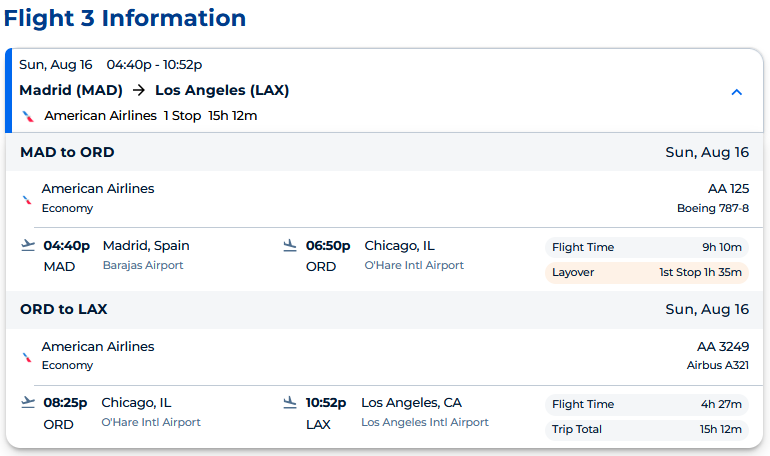 Flight 3 Information
Sun, Aug 16 04:40p - 10:52p
Madrid (MAD) → Los Angeles (LAX)
American Airlines 1 Stop 15h 12m
MAD to ORD Sun, Aug 16
American Airlines AA 125
Economy Boeing 787-8
04:40p Madrid, Spain 06:50p Chicago, IL Flight Time 9h 10m
MAD Barajas Airport ORD O'Hare Intl Airport Layover 1st Stop 1h 35m
ORD to LAX Sun, Aug 16
American Airlines AA 3249
Economy Airbus A321
08:25p Chicago, IL 10:52p Los Angeles, CA Flight Time 4h 27m
ORD O'Hare Intl Airport LAX Los Angeles Intl Airport Trip Total 15h 12m